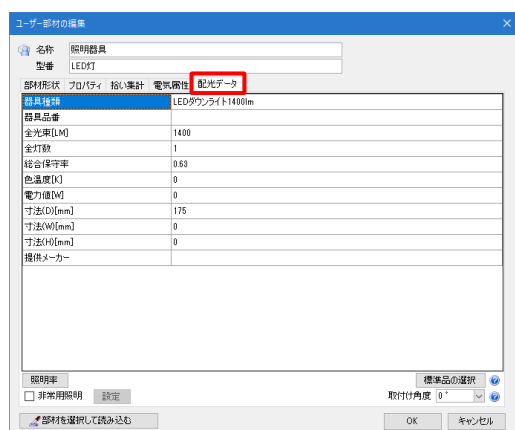 ユーザー部材の編集
名称 照明器具
型番 LED灯
部材形状 プロパティ 拾い集計 電気属性 配光データ
器具種類 LEDダウンライト1400lm
器具品番
全光束[LM] 1400
全灯数 1
総合保守率 0.63
色温度[K] 0
電力値[W] 0
寸法(D)[mm] 175
寸法(W)[mm] 0
寸法(H)[mm] 0
提供メーカー
照明率 標準品の選択
非常用照明 設定 取付け角度 0°
部材を選択して読み込む OK キャンセル